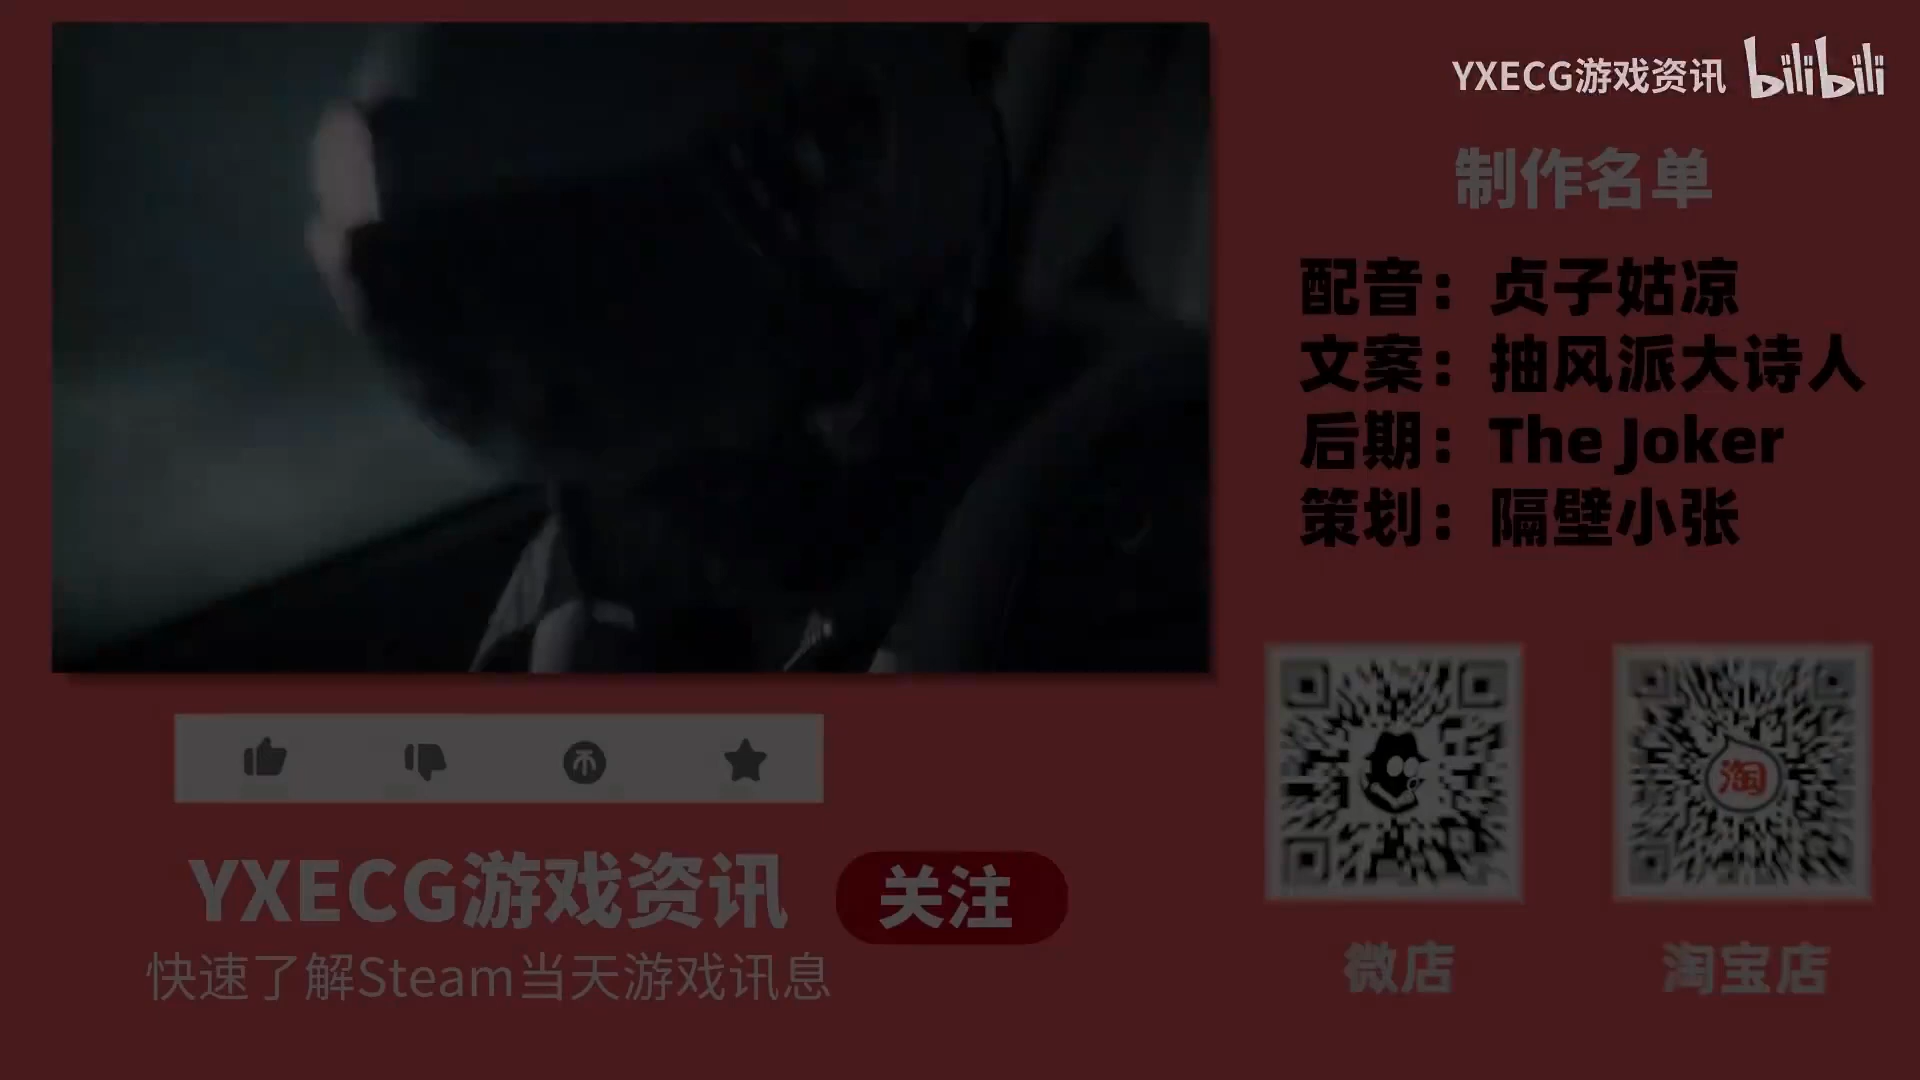 YXECG游戏资讯 bilibili
制作名单
配音：贞子姑凉
文案：抽风派大诗人
后期：The Joker
策划：隔壁小张
淘
YXECG游戏资讯 关注
快速了解Steam当天游戏讯息
微店 淘宝店